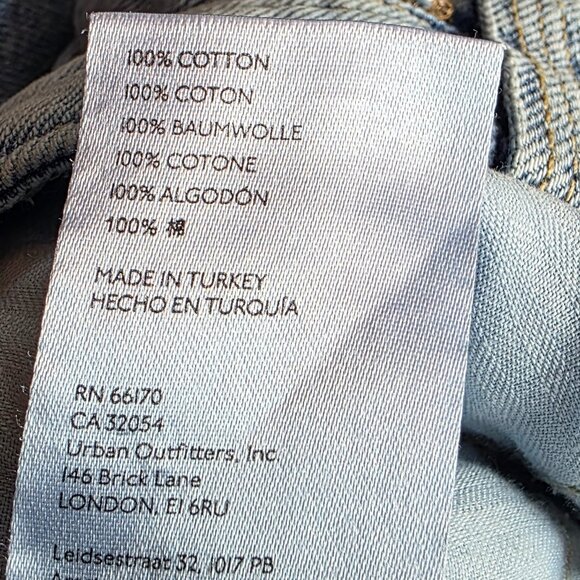 100% COTTON
100% COTON
100% BAUMWOLLE
100% COTONE
100% ALGODÓN
100% 棉
MADE IN TURKEY
HECHO EN TURQUÍA
RN 66170
CA 32054
Urban Outfitters, Inc
146 Brick Lane
LONDON, E1 6RU
Leidsestraat 32, 1017 PB